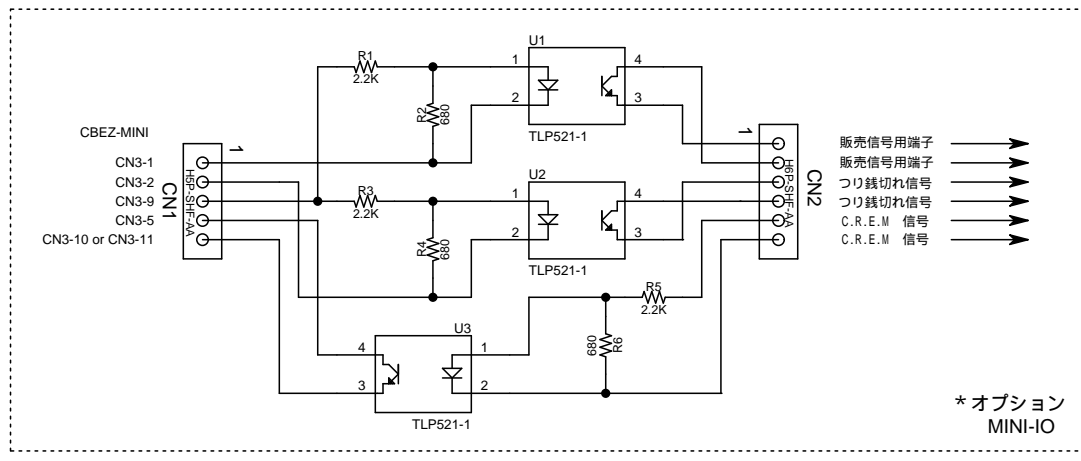 U1
R1
2.2K
1
4
R2
680
2
3
TLP521-1
CBEZ-MINI
CN3-1
CN3-2
CN3-9
CN3-5
CN3-10 or CN3-11
1
CN1
H5P-SHF-AA
R3
2.2K
U2
1
4
R4
680
2
3
TLP521-1
1
CN2
H6P-SHF-AA
販売信号用端子
販売信号用端子
つり銭切れ信号
つり銭切れ信号
C.R.E.M 信号
C.R.E.M 信号
R5
2.2K
U3
4
1
680
R6
3
2
TLP521-1
*オプション
MINI-IO